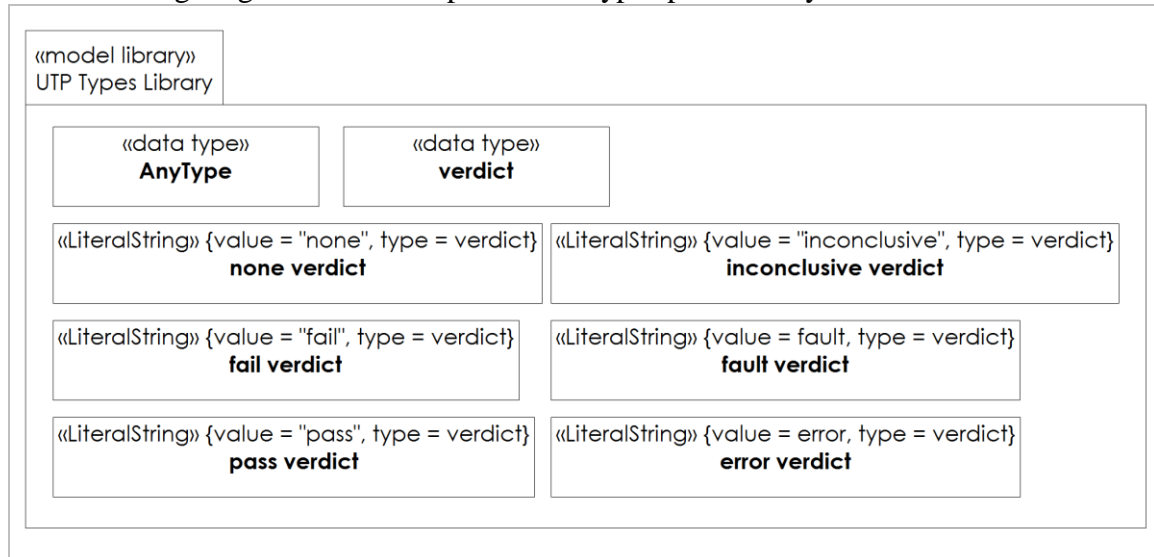 «model library»
UTP Types Library
«data type» «data type»
AnyType verdict
«LiteralString» {value = "none", type = verdict} «LiteralString» {value = "inconclusive", type = verdict}
none verdict inconclusive verdict
«LiteralString» {value = "fail", type = verdict} «LiteralString» {value = fault, type = verdict}
fail verdict fault verdict
«LiteralString» {value = "pass", type = verdict} «LiteralString» {value = error, type = verdict}
pass verdict error verdict